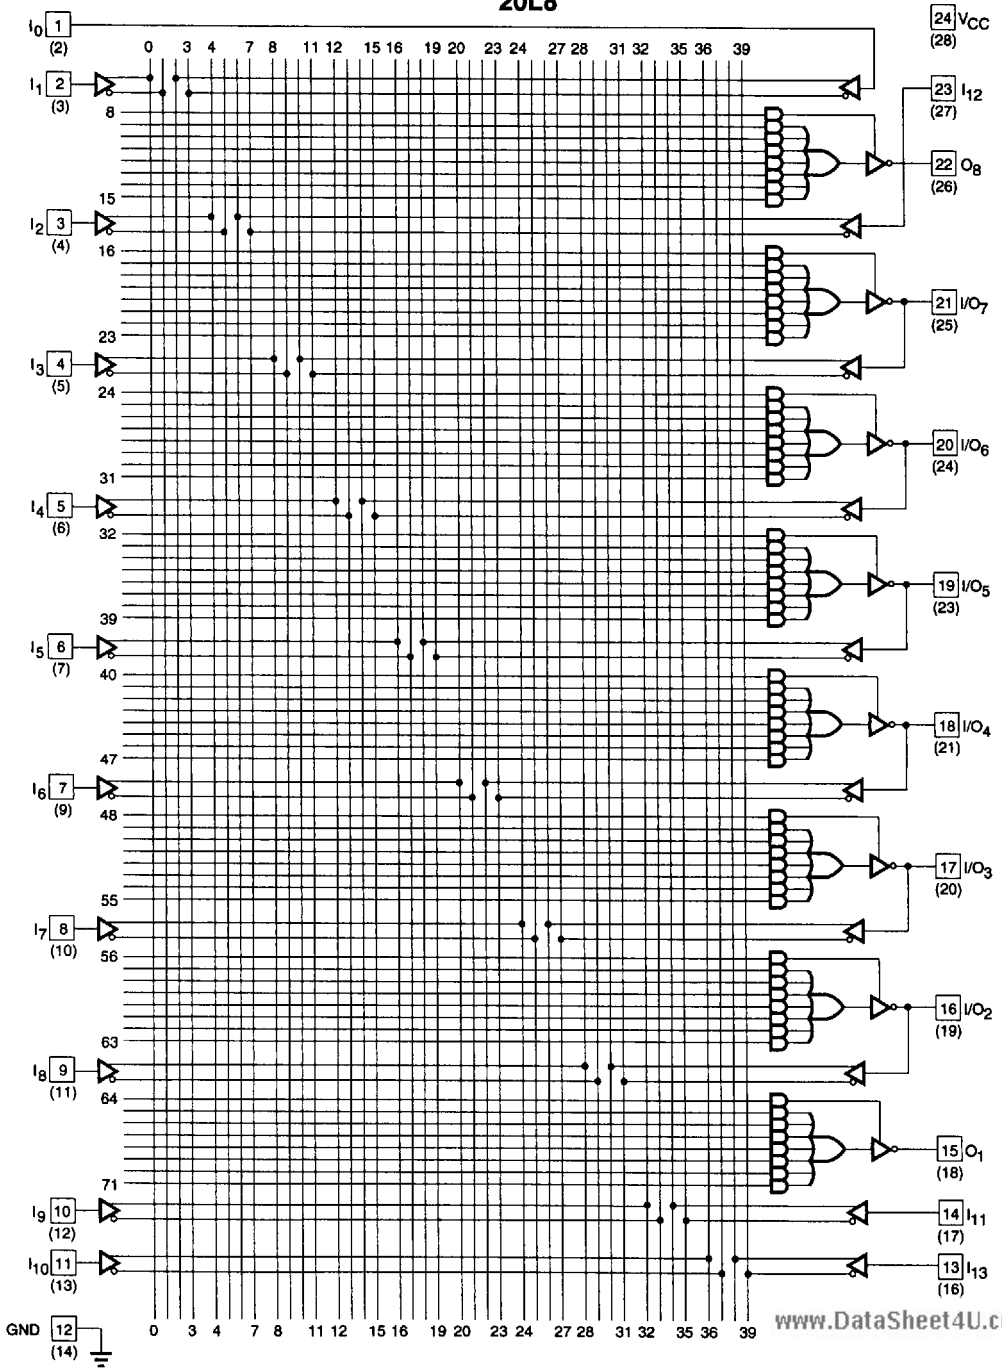 20L8
I0 1 (2)
24 VCC (28)
0 3 4 7 8 11 12 15 16 19 20 23 24 27 28 31 32 35 36 39
I1 2 (3)
23 I12 (27)
8
22 O8 (26)
15
I2 3 (4)
16
21 I/O7 (25)
23
I3 4 (5)
24
20 I/O6 (24)
31
I4 5 (6)
32
19 I/O5 (23)
39
I5 6 (7)
40
18 I/O4 (21)
47
I6 7 (9)
48
17 I/O3 (20)
55
I7 8 (10)
56
16 I/O2 (19)
63
I8 9 (11)
64
15 O1 (18)
71
I9 10 (12)
14 I11 (17)
I10 11 (13)
13 I13 (16)
0 3 4 7 8 11 12 15 16 19 20 23 24 27 28 31 32 35 36 39
GND 12 (14)
www.DataSheet4U.c